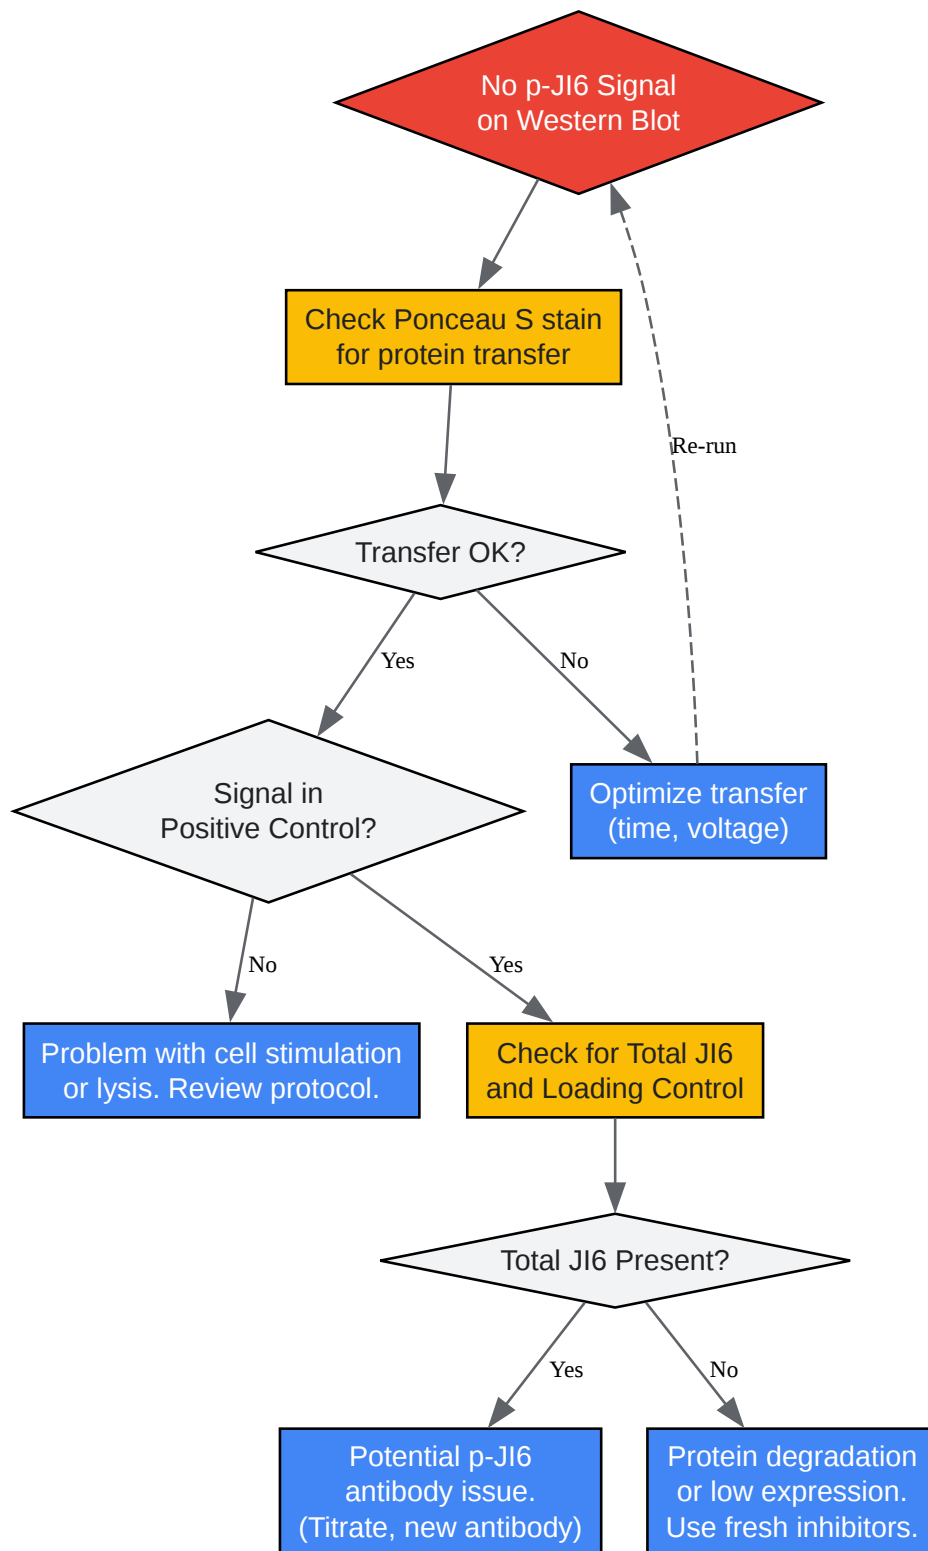 No p-JI6 Signal
on Western Blot
Check Ponceau S stain
for protein transfer
Re-run
Transfer OK?
Yes
No
Signal in
Positive Control?
Optimize transfer
(time, voltage)
No
Yes
Problem with cell stimulation
or lysis. Review protocol.
Check for Total JI6
and Loading Control
Total JI6 Present?
Yes
No
Potential p-JI6
antibody issue.
(Titrate, new antibody)
Protein degradation
or low expression.
Use fresh inhibitors.